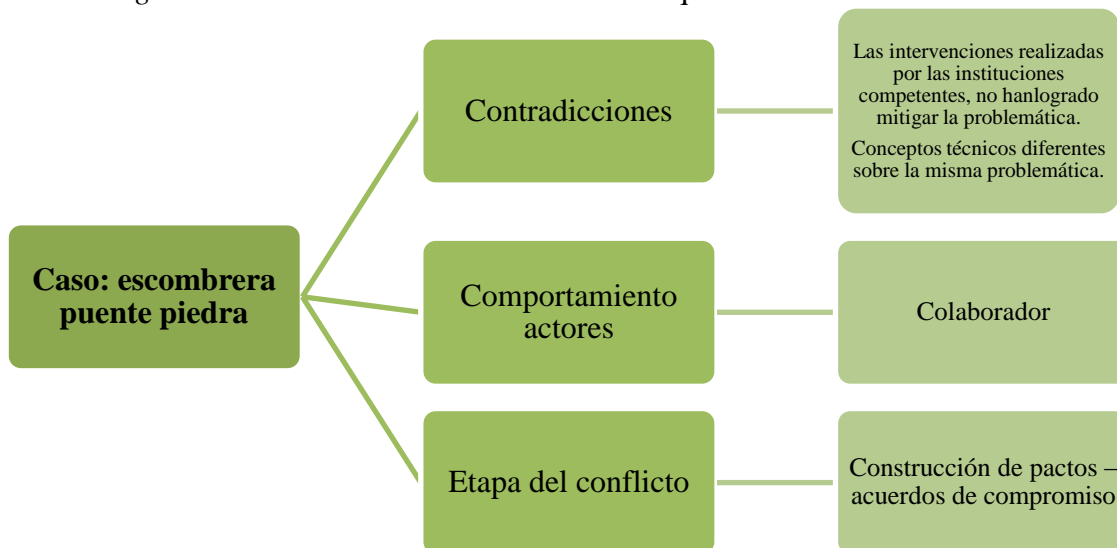 Caso: escombrera
puente piedra
Contradicciones
Las intervenciones realizadas
por las instituciones
competentes, no hanlogrado
mitigar la problemática.
Conceptos técnicos diferentes
sobre la misma problemática.
Comportamiento
actores
Colaborador
Etapa del conflicto
Construcción de pactos –
acuerdos de compromiso